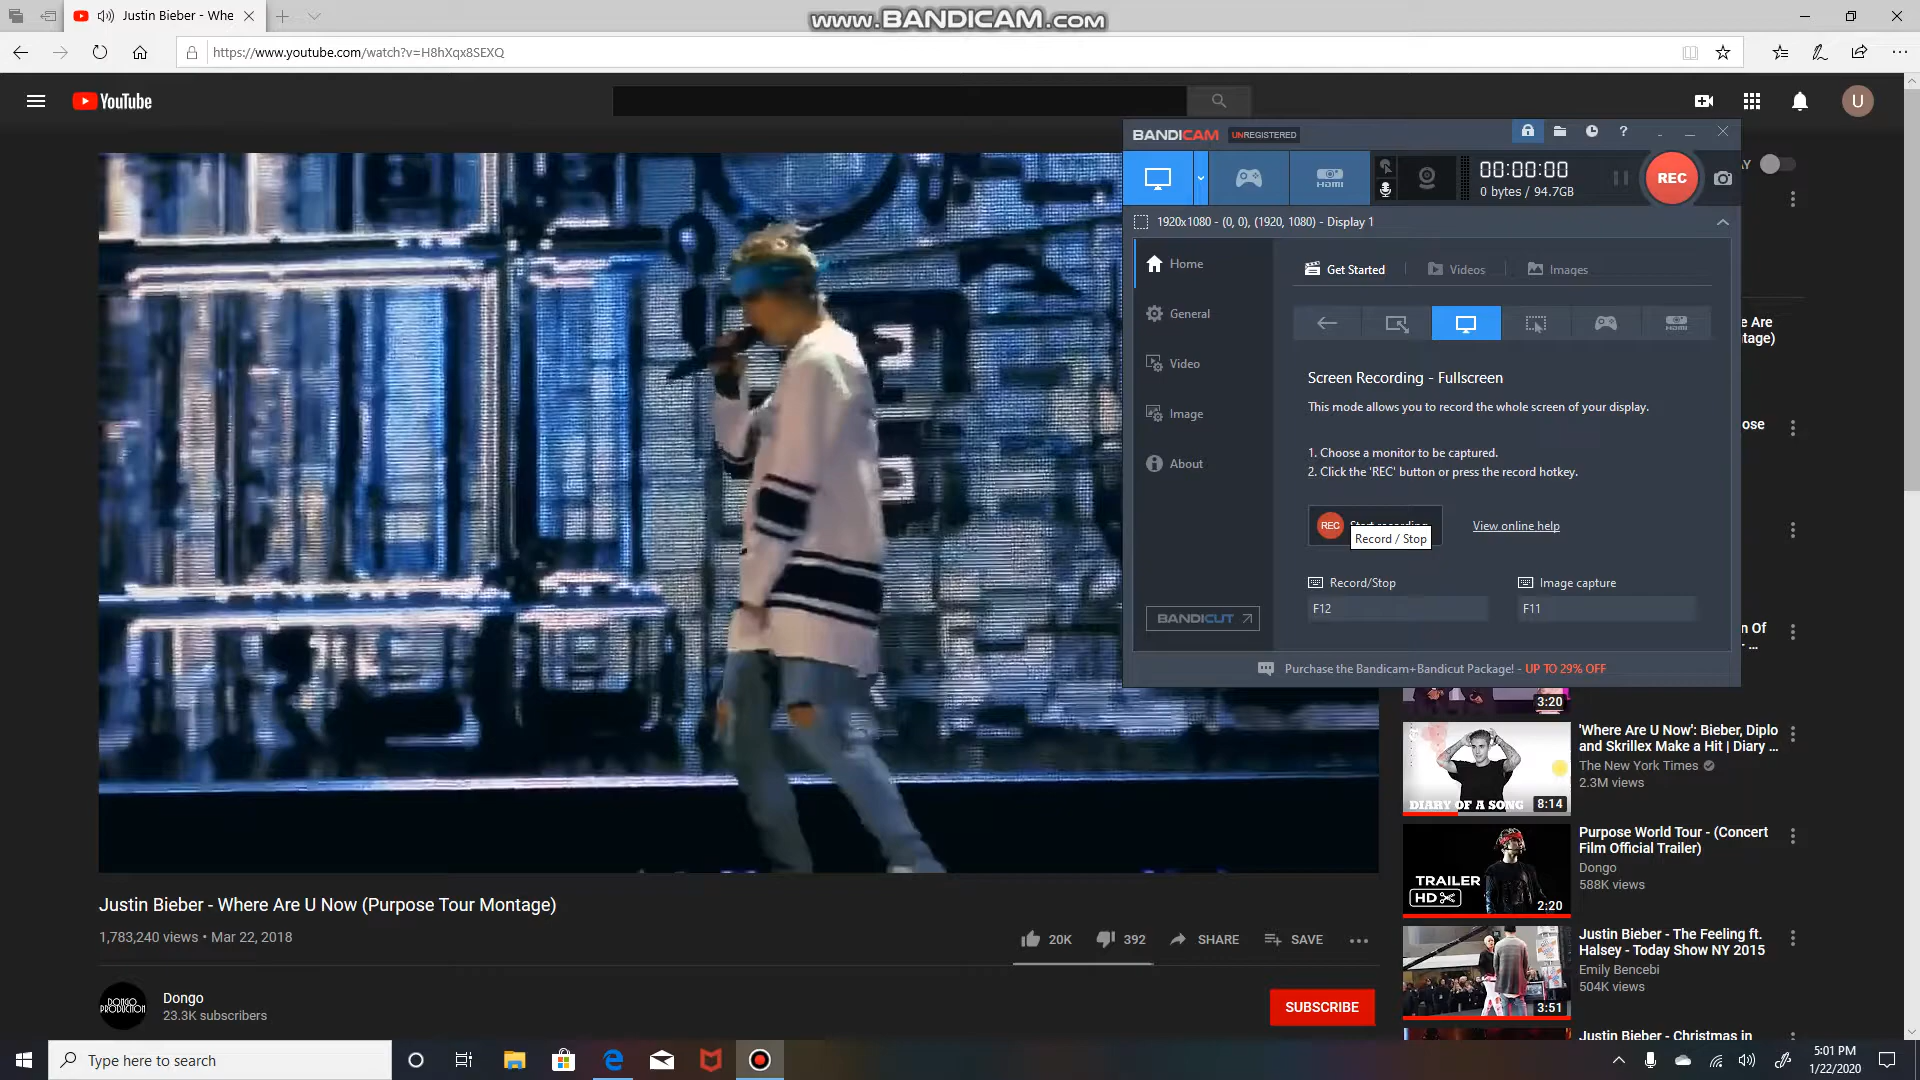 Justin Bieber - Whe
www.BANDICAM.com
https://www.youtube.com/watch?v=H8hXqx8SEXQ
YouTube
U
BANDICAM UNREGISTERED
?
HDMI
00:00:00
0 bytes / 94.7GB
REC
AY
1920x1080 - (0, 0), (1920, 1080) - Display 1
Home
General
Video
Image
About
BANDICUT
Get Started
Videos
Images
HDMI
Screen Recording - Fullscreen
This mode allows you to record the whole screen of your display.
1. Choose a monitor to be captured.
2. Click the 'REC' button or press the record hotkey.
REC
Record / Stop
View online help
Record/Stop
Image capture
F12
F11
Purchase the Bandicam+Bandicut Package! - UP TO 29% OFF
e Are
ntage)
ose
n Of
- ...
3:20
'Where Are U Now': Bieber, Diplo
and Skrillex Make a Hit | Diary ...
The New York Times
2.3M views
DIARY OF A SONG
8:14
Purpose World Tour - (Concert
Film Official Trailer)
Dongo
588K views
TRAILER
HD
2:20
Justin Bieber - The Feeling ft.
Halsey - Today Show NY 2015
Emily Bencebi
504K views
3:51
Justin Bieber - Christmas in
Justin Bieber - Where Are U Now (Purpose Tour Montage)
1,783,240 views • Mar 22, 2018
20K
392
SHARE
SAVE
DONGO
PRODUCTION
Dongo
23.3K subscribers
SUBSCRIBE
Type here to search
5:01 PM
1/22/2020